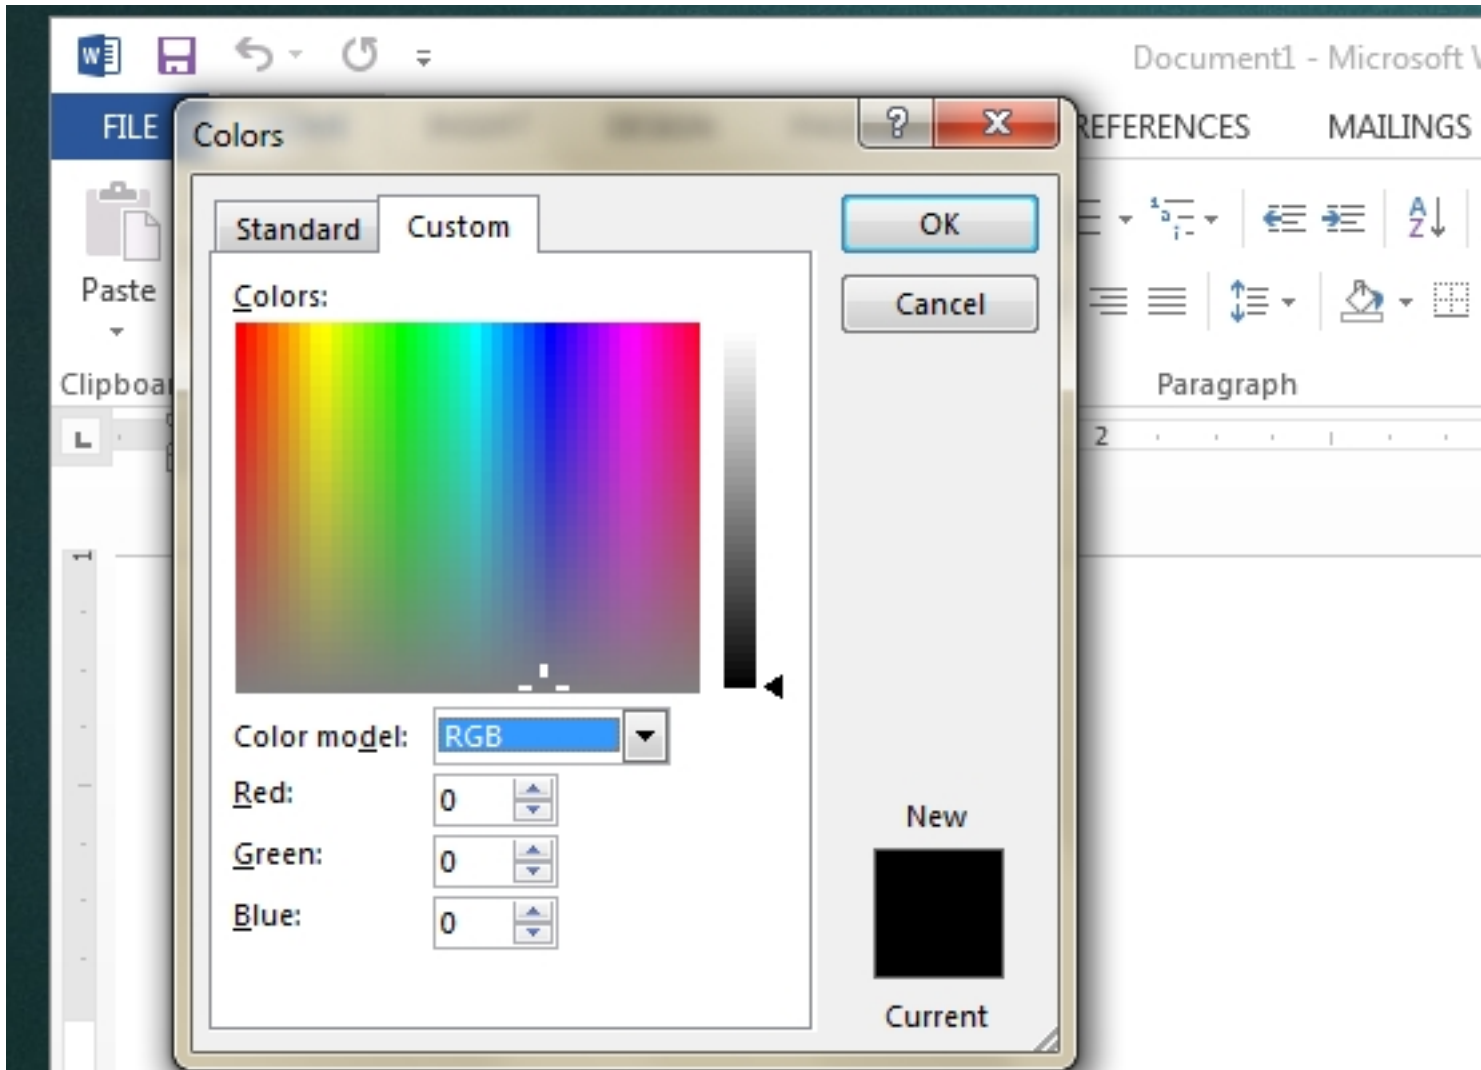 Document1 - Microsoft
FILE
REFERENCES
MAILINGS
Colors
?
X
Paste
Standard
Custom
OK
Cancel
Colors:
Paragraph
L
2
1
Color model:
RGB
Red:
0
Green:
0
Blue:
0
New
Current